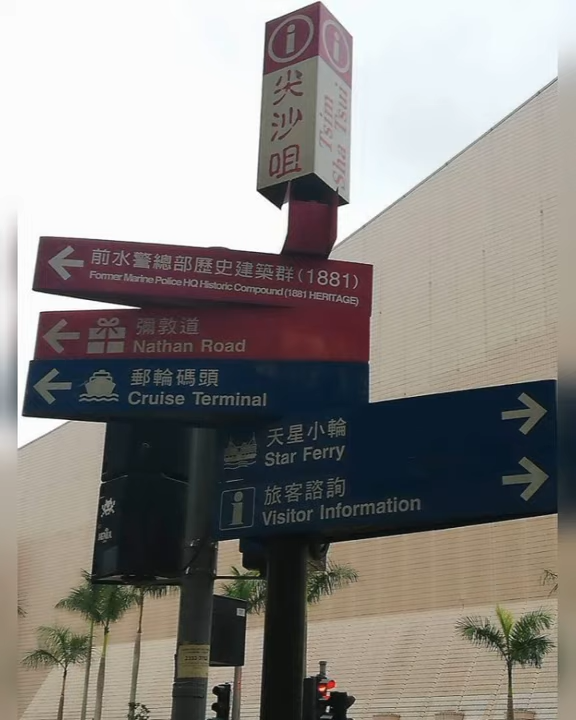 i i
尖沙咀
Tsim
Sha Tsui
前水警總部歷史建築群(1881)
Former Marine Police HQ Historic Compound (1881 HERITAGE)
彌敦道
Nathan Road
郵輪碼頭
Cruise Terminal
天星小輪
Star Ferry
旅客諮詢
i
Visitor Information